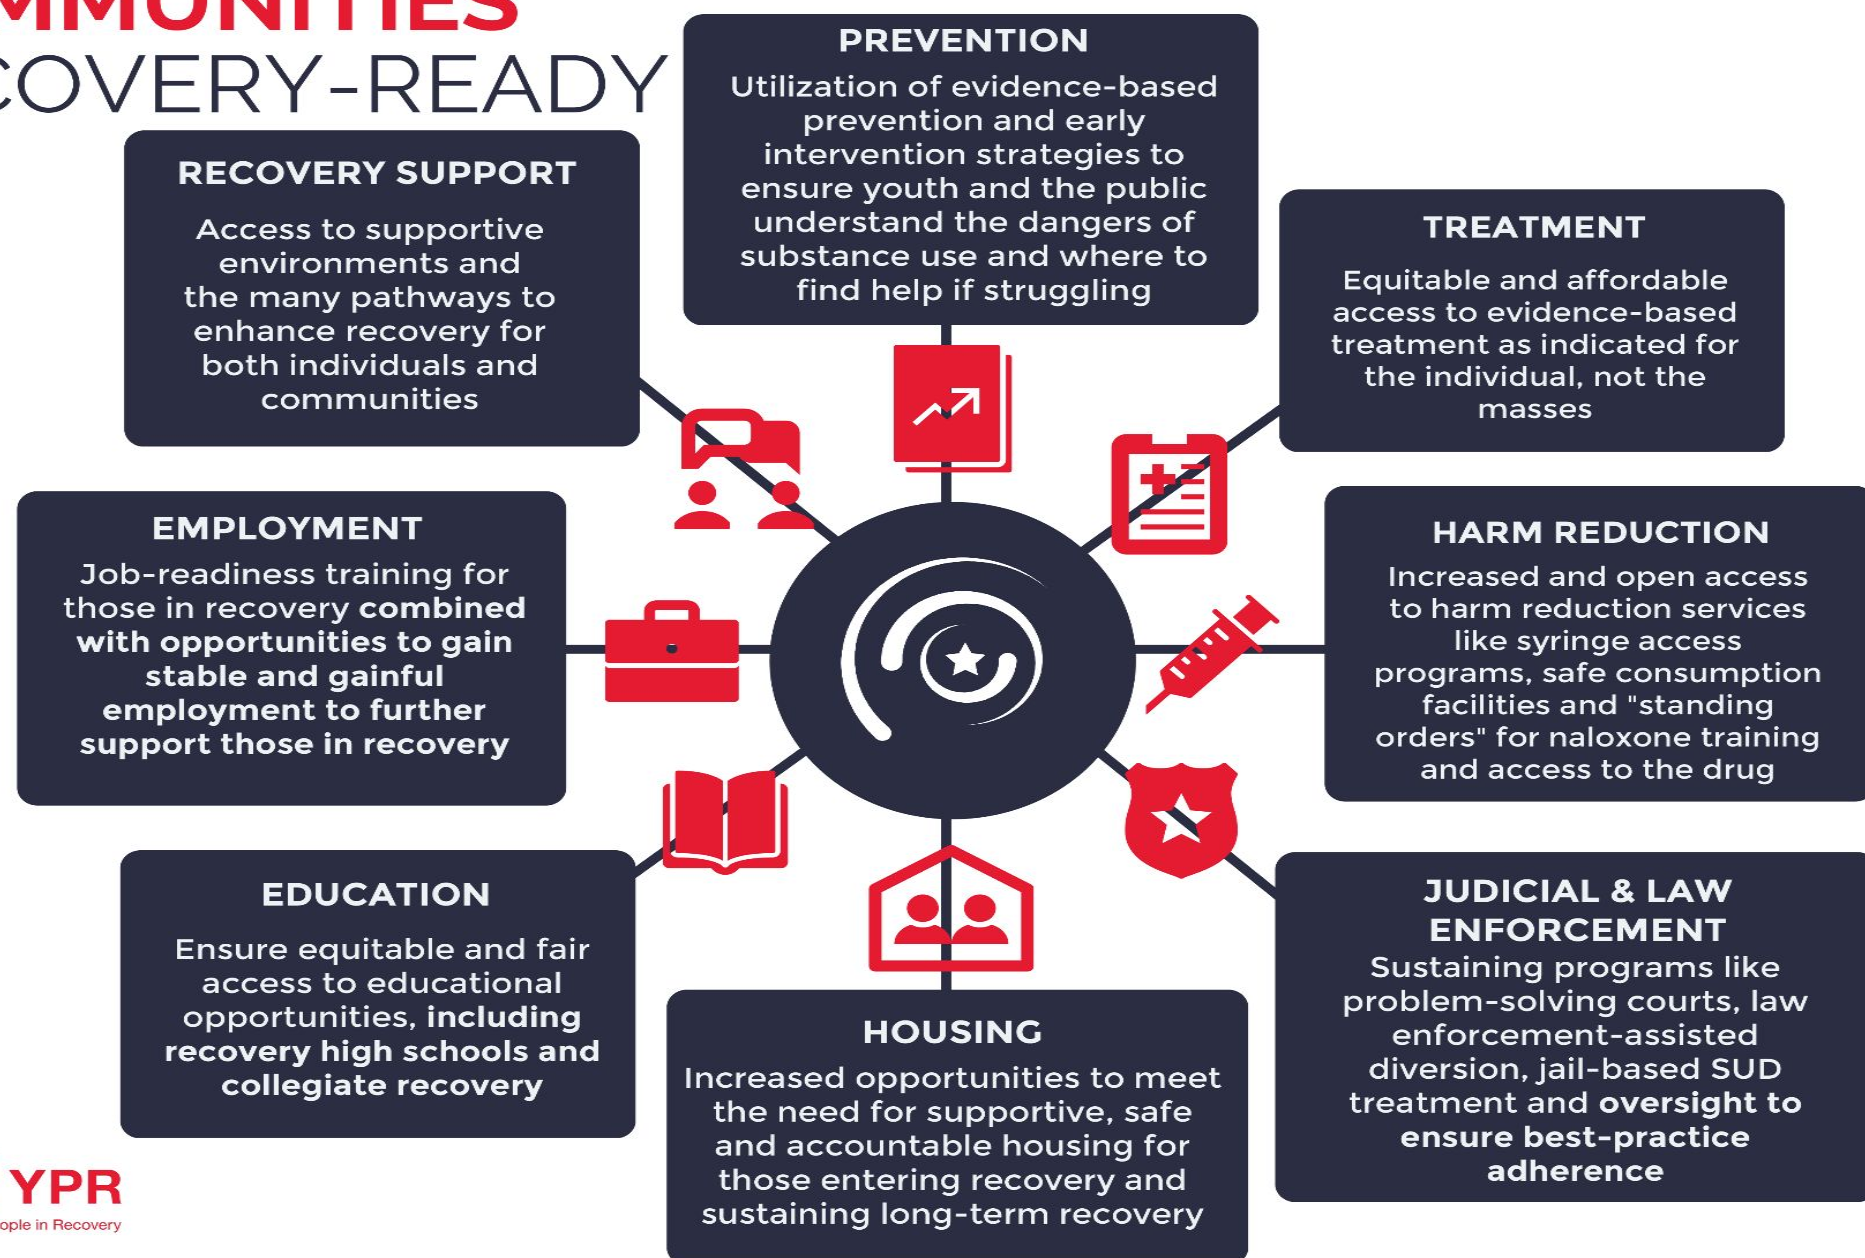 MMUNITIES
COVERY-READY
PREVENTION
Utilization of evidence-based
prevention and early
intervention strategies to
ensure youth and the public
understand the dangers of
substance use and where to
find help if struggling
RECOVERY SUPPORT
Access to supportive
environments and
the many pathways to
enhance recovery for
both individuals and
communities
TREATMENT
Equitable and affordable
access to evidence-based
treatment as indicated for
the individual, not the
masses
EMPLOYMENT
Job-readiness training for
those in recovery combined
with opportunities to gain
stable and gainful
employment to further
support those in recovery
HARM REDUCTION
Increased and open access
to harm reduction services
like syringe access
programs, safe consumption
facilities and "standing
orders" for naloxone training
and access to the drug
EDUCATION
Ensure equitable and fair
access to educational
opportunities, including
recovery high schools and
collegiate recovery
HOUSING
Increased opportunities to meet
the need for supportive, safe
and accountable housing for
those entering recovery and
sustaining long-term recovery
JUDICIAL & LAW
ENFORCEMENT
Sustaining programs like
problem-solving courts, law
enforcement-assisted
diversion, jail-based SUD
treatment and oversight to
ensure best-practice
adherence
YPR
ople in Recovery